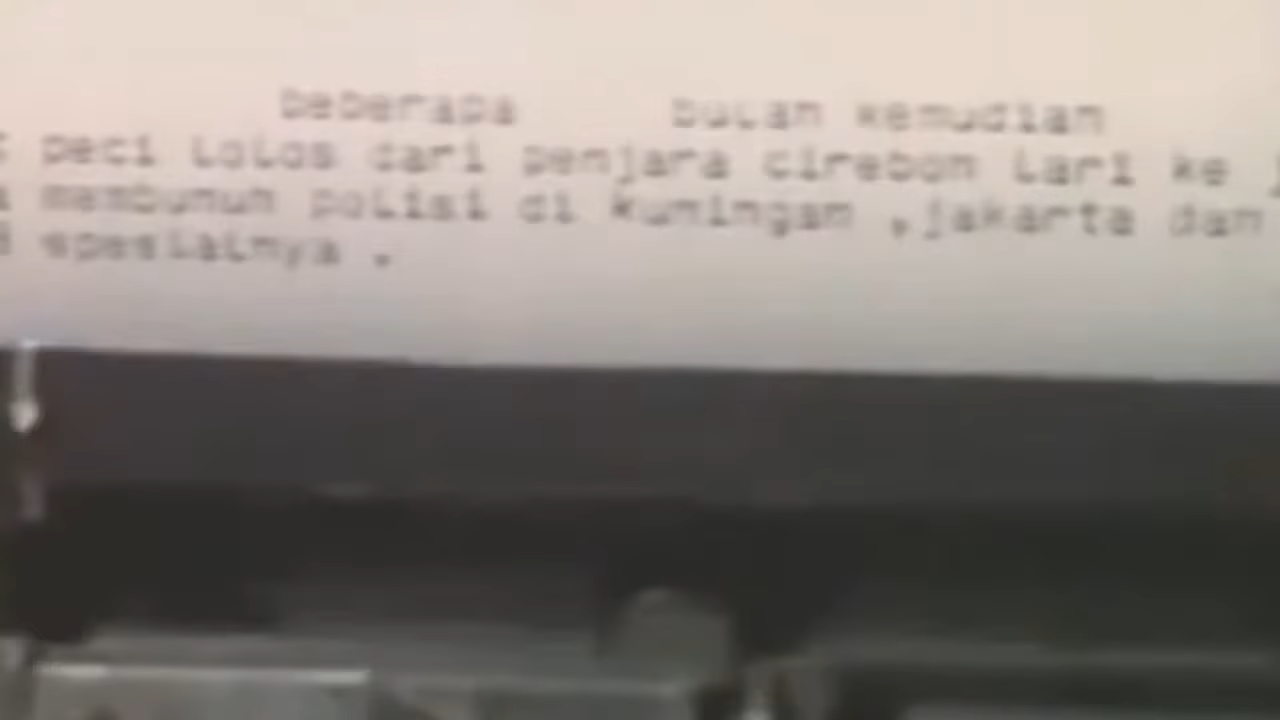 beberapa bulan kemudian
peci lolos dari penjara cirebon lari ke
membunuh polisi di kuningan ,jakarta dan
spesialnya .